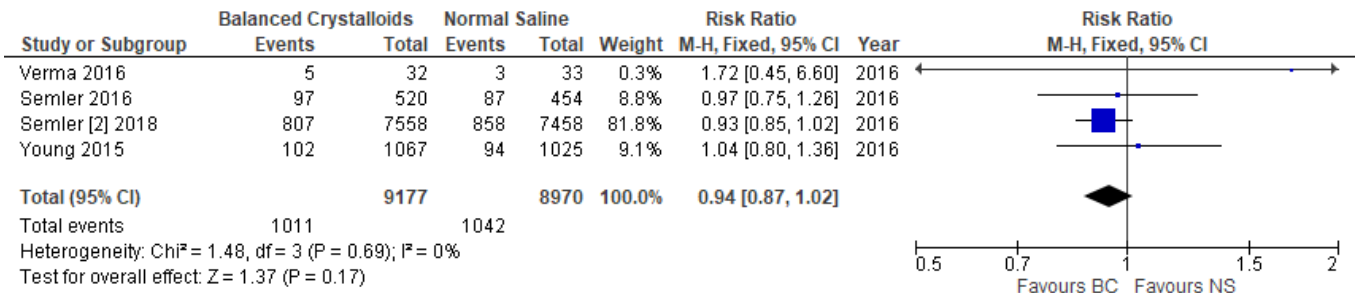 Balanced Crystalloids Normal Saline Risk Ratio Risk Ratio
Study or Subgroup Events Total Events Total Weight M-H, Fixed, 95% CI Year M-H, Fixed, 95% CI
Verma 2016 5 32 3 33 0.3% 1.72 [0.45, 6.60] 2016
Semler 2016 97 520 87 454 8.8% 0.97 [0.75, 1.26] 2016
Semler [2] 2018 807 7558 858 7458 81.8% 0.93 [0.85, 1.02] 2016
Young 2015 102 1067 94 1025 9.1% 1.04 [0.80, 1.36] 2016
Total (95% CI) 9177 8970 100.0% 0.94 [0.87, 1.02]
Total events 1011 1042
Heterogeneity: Chi² = 1.48, df = 3 (P = 0.69); I² = 0%
Test for overall effect: Z = 1.37 (P = 0.17)
0.5 0.7 1 1.5 2
Favours BC Favours NS